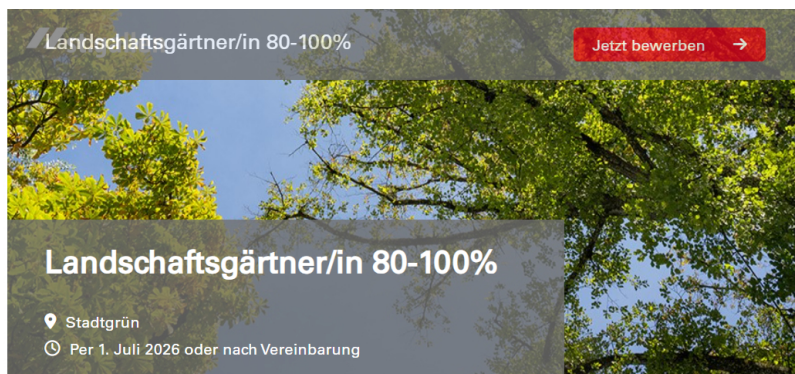 Landschaftsgärtner/in 80-100%
Jetzt bewerben
Landschaftsgärtner/in 80-100%
Stadtgrün
Per 1. Juli 2026 oder nach Vereinbarung